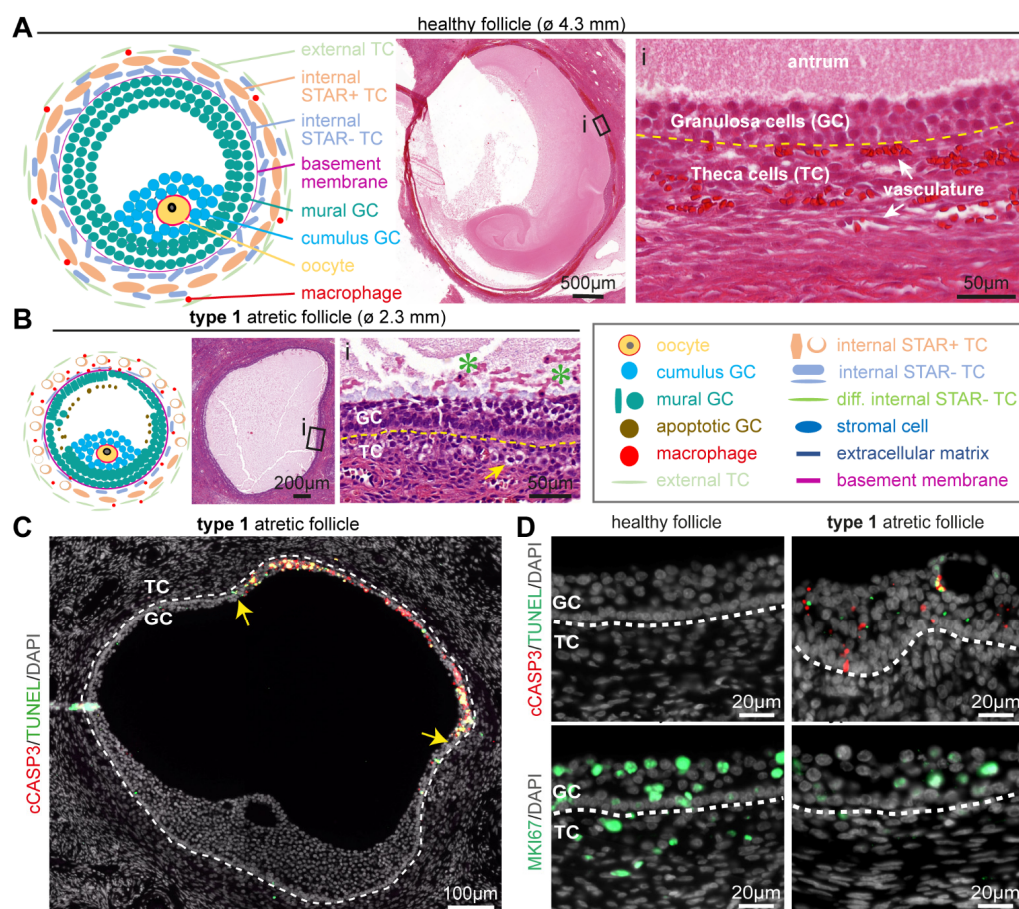 A
healthy follicle (ø 4.3 mm)
external TC
internal
STAR+ TC
internal
STAR- TC
basement
membrane
mural GC
cumulus GC
oocyte
macrophage
i
500µm
i
antrum
Granulosa cells (GC)
Theca cells (TC)
vasculature
50µm
B
type 1 atretic follicle (ø 2.3 mm)
i
200µm
i
GC
TC
50µm
oocyte
cumulus GC
mural GC
apoptotic GC
macrophage
external TC
internal STAR+ TC
internal STAR- TC
diff. internal STAR- TC
stromal cell
extracellular matrix
basement membrane
C
type 1 atretic follicle
cCASP3/TUNEL/DAPI
TC
GC
100µm
D
healthy follicle
type 1 atretic follicle
cCASP3/TUNEL/DAPI
GC
TC
20µm
20µm
MKI67/DAPI
GC
TC
20µm
20µm